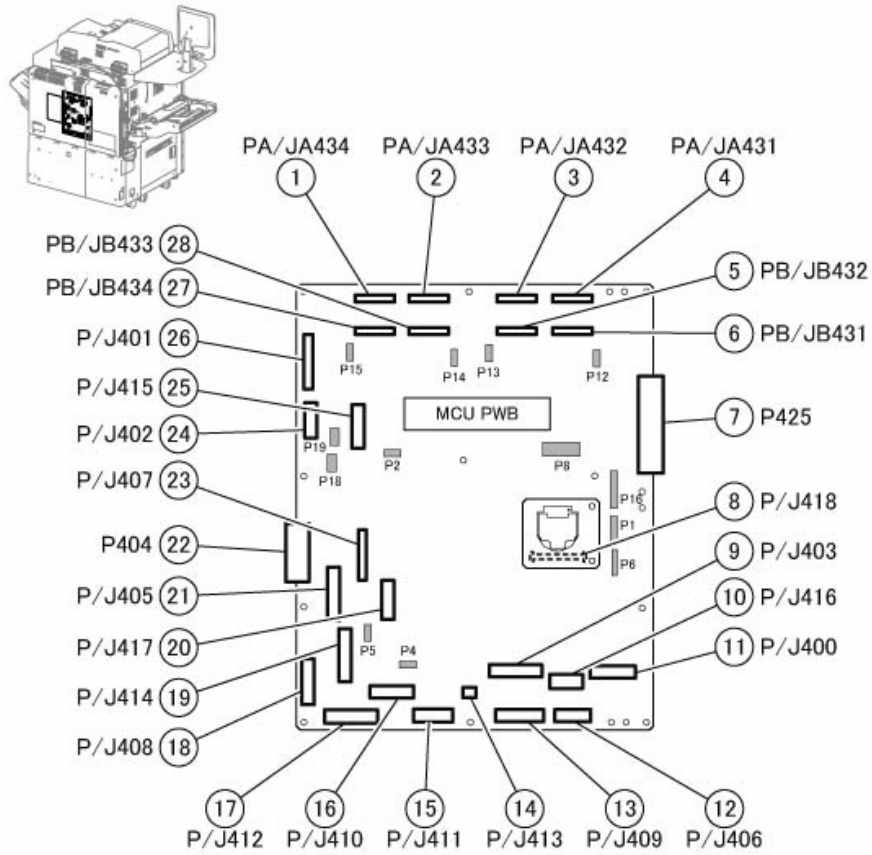 PA/JA434 PA/JA433 PA/JA432 PA/JA431
1 2 3 4
PB/JB433 28
5 PB/JB432
PB/JB434 27
6 PB/JB431
P/J401 26
P15 P14 P13 P12
P/J415 25
MCU PWB
7 P425
P/J402 24
P19 P2 P8
P18
P/J407 23
P16
8 P/J418
P1
P404 22
9 P/J403
P6
P/J405 21
10 P/J416
P/J417 20
11 P/J400
P5 P4
P/J414 19
P/J408 18
17 16 15 14 13 12
P/J412 P/J410 P/J411 P/J413 P/J409 P/J406